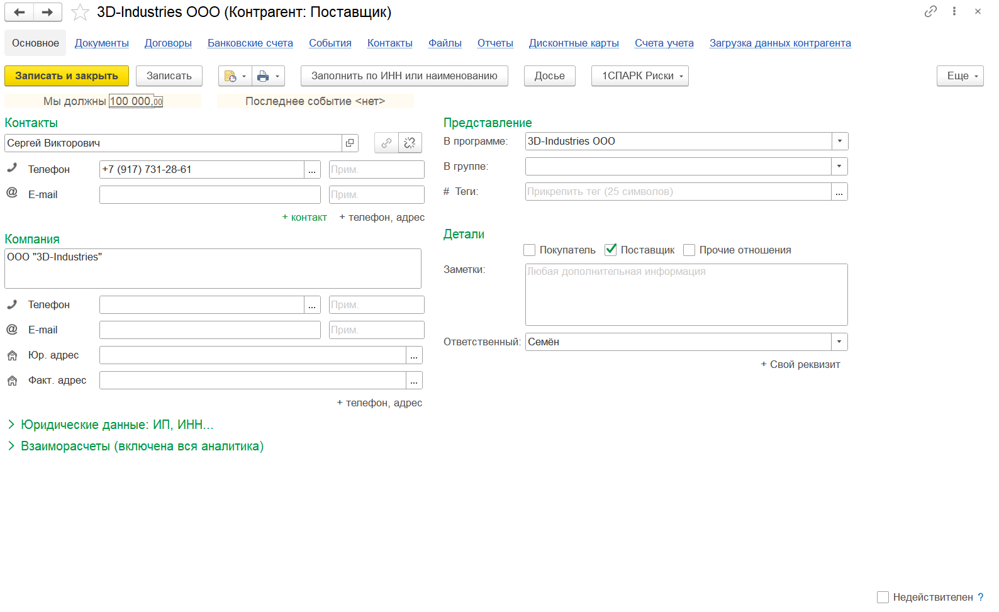 3D-Industries ООО (Контрагент: Поставщик)
Основное Документы Договоры Банковские счета События Контакты Файлы Отчеты Дисконтные карты Счета учета Загрузка данных контрагента
Записать и закрыть Записать Заполнить по ИНН или наименованию Досье 1СПАРК Риски Еще
Мы должны 100 000,00 Последнее событие <нет>
Контакты
Сергей Викторович
Телефон +7 (917) 731-28-61 ... Прим.
E-mail Прим.
+ контакт + телефон, адрес
Компания
ООО "3D-Industries"
Телефон ... Прим.
E-mail Прим.
Юр. адрес ...
Факт. адрес ...
+ телефон, адрес
Юридические данные: ИП, ИНН...
Взаиморасчеты (включена вся аналитика)
Представление
В программе: 3D-Industries ООО
В группе:
# Теги: Прикрепить тег (25 символов) ...
Детали
Покупатель Поставщик Прочие отношения
Заметки: Любая дополнительная информация
Ответственный: Семён
+ Свой реквизит
Недействителен ?